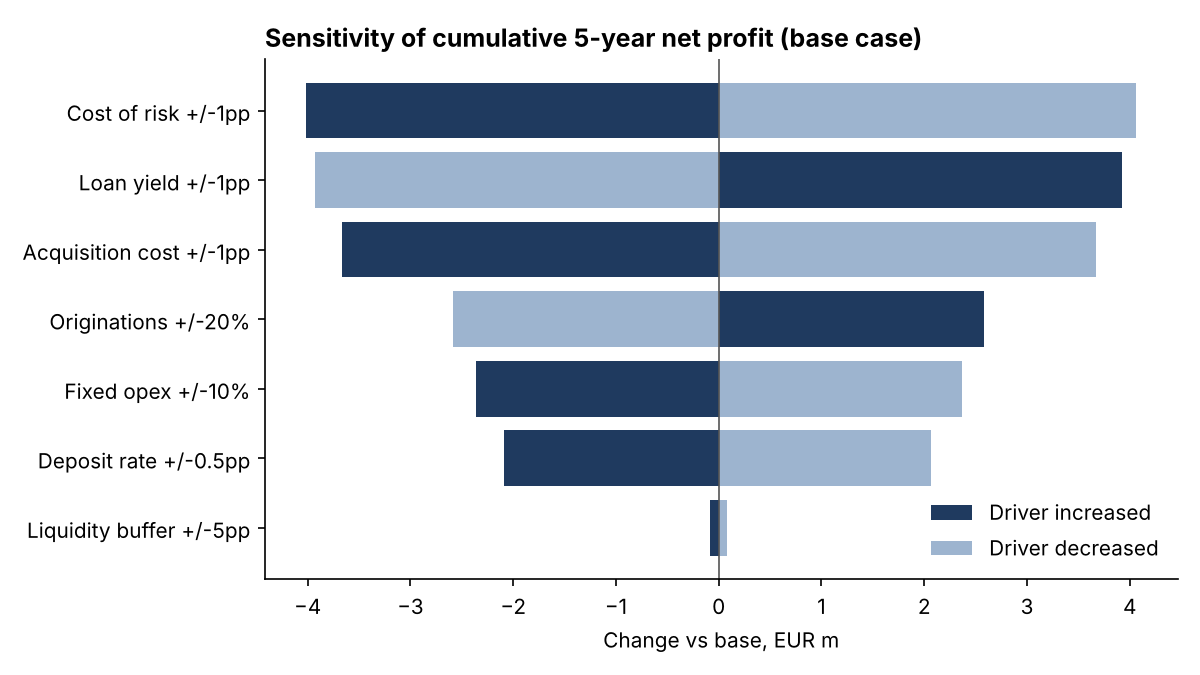 Sensitivity of cumulative 5-year net profit (base case)
Cost of risk +/-1pp
Loan yield +/-1pp
Acquisition cost +/-1pp
Originations +/-20%
Fixed opex +/-10%
Deposit rate +/-0.5pp
Liquidity buffer +/-5pp
Driver increased
Driver decreased
−4 −3 −2 −1 0 1 2 3 4
Change vs base, EUR m